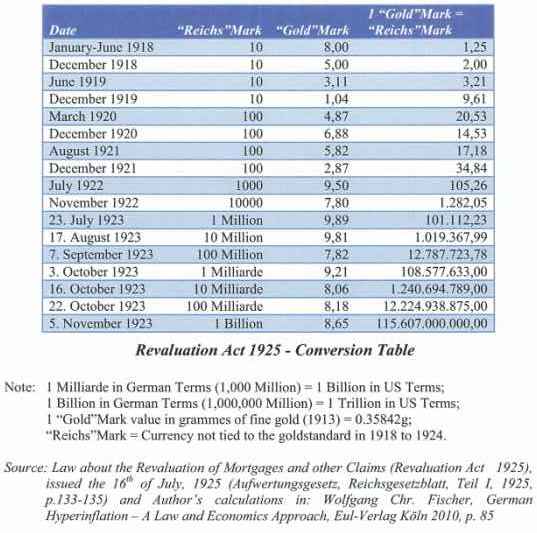 1 “Gold”Mark =
Date “Reichs”Mark “Gold”Mark “Reichs”Mark
January-June 1918 10 8,00 1,25
December 1918 10 5,00 2,00
June 1919 10 3,11 3,21
December 1919 10 1,04 9,61
March 1920 100 4,87 20,53
December 1920 100 6,88 14,53
August 1921 100 5,82 17,18
December 1921 100 2,87 34,84
July 1922 1000 9,50 105,26
November 1922 10000 7,80 1.282,05
23. July 1923 1 Million 9,89 101.112,23
17. August 1923 10 Million 9,81 1.019.367,99
7. September 1923 100 Million 7,82 12.787.723,78
3. October 1923 1 Milliarde 9,21 108.577.633,00
16. October 1923 10 Milliarde 8,06 1.240.694.789,00
22. October 1923 100 Milliarde 8,18 12.224.938.875,00
5. November 1923 1 Billion 8,65 115.607.000.000,00
Revaluation Act 1925 - Conversion Table
Note: 1 Milliarde in German Terms (1,000 Million) = 1 Billion in US Terms;
1 Billion in German Terms (1,000,000 Million) = 1 Trillion in US Terms;
1 “Gold”Mark value in grammes of fine gold (1913) = 0.35842g;
“Reichs”Mark = Currency not tied to the goldstandard in 1918 to 1924.
Source: Law about the Revaluation of Mortgages and other Claims (Revaluation Act 1925),
issued the 16th of July, 1925 (Aufwertungsgesetz, Reichsgesetzblatt, Teil I, 1925,
p.133-135) and Author’s calculations in: Wolfgang Chr. Fischer, German
Hyperinflation – A Law and Economics Approach, Eul-Verlag Köln 2010, p. 85